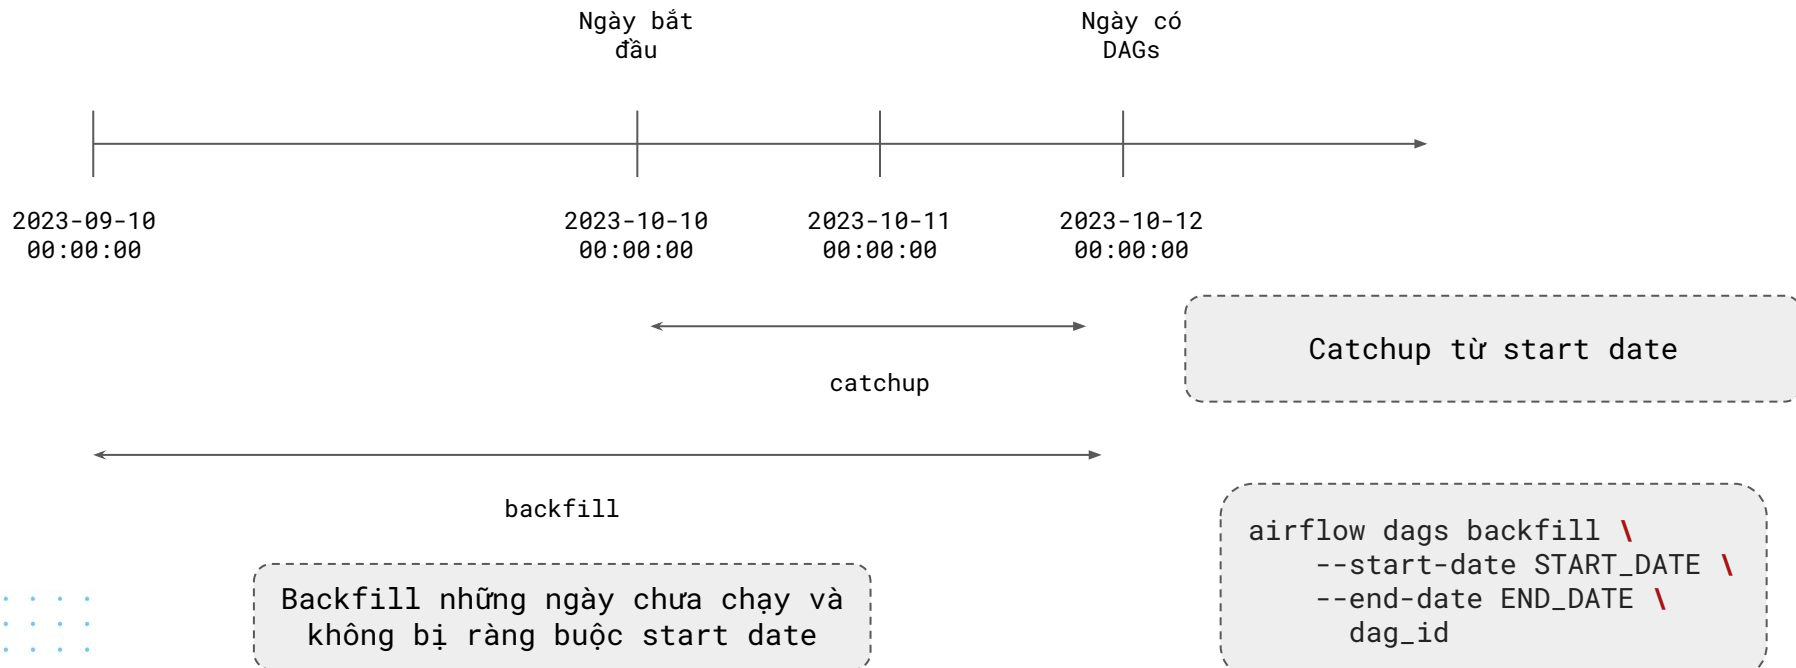 Ngày bắt
đầu
Ngày có
DAGs
2023-09-10
00:00:00
2023-10-10
00:00:00
2023-10-11
00:00:00
2023-10-12
00:00:00
catchup
Catchup từ start date
backfill
Backfill những ngày chưa chạy và
không bị ràng buộc start date
airflow dags backfill \
--start-date START_DATE \
--end-date END_DATE \
dag_id